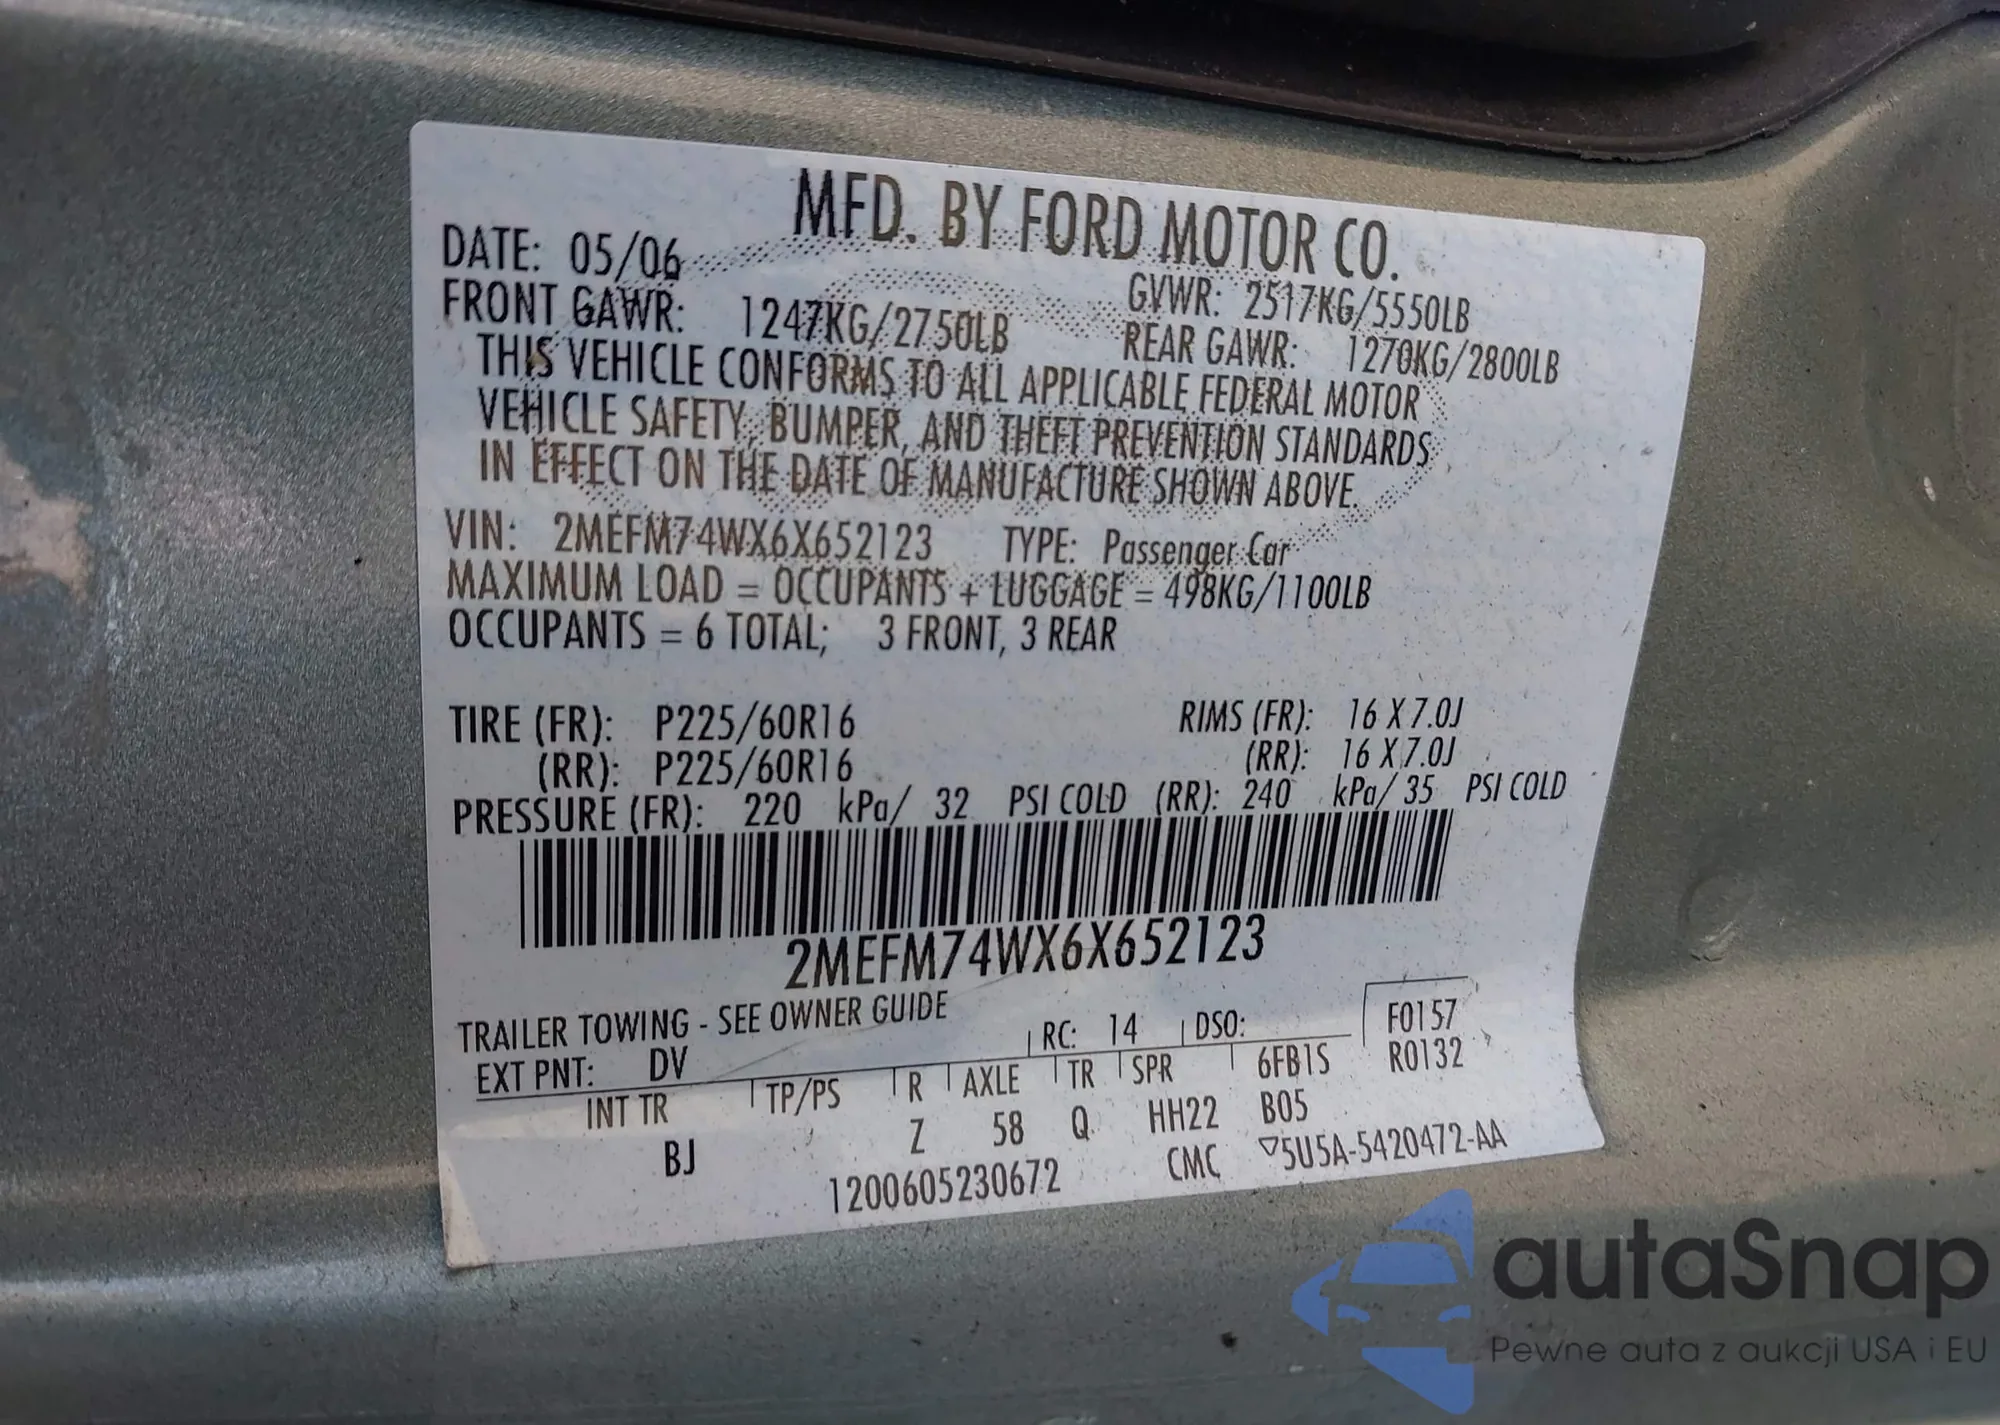 MFD. BY FORD MOTOR CO.
DATE: 05/06
GVWR: 2517KG/5550LB
FRONT GAWR: 1247KG/2750LB
REAR GAWR: 1270KG/2800LB
THIS VEHICLE CONFORMS TO ALL APPLICABLE FEDERAL MOTOR
VEHICLE SAFETY, BUMPER, AND THEFT PREVENTION STANDARDS
IN EFFECT ON THE DATE OF MANUFACTURE SHOWN ABOVE.
VIN: 2MEFM74WX6X652123 TYPE: Passenger Car
MAXIMUM LOAD = OCCUPANTS + LUGGAGE = 498KG/1100LB
OCCUPANTS = 6 TOTAL; 3 FRONT, 3 REAR
TIRE (FR): P225/60R16 RIMS (FR): 16 X 7.0J
(RR): P225/60R16 (RR): 16 X 7.0J
PRESSURE (FR): 220 kPa/ 32 PSI COLD (RR): 240 kPa/ 35 PSI COLD
2MEFM74WX6X652123
TRAILER TOWING - SEE OWNER GUIDE
EXT PNT: DV RC: 14 DSO: F0157
INT TR TP/PS R AXLE TR SPR 6FB1S R0132
BJ Z 58 Q HH22 B05
1200605230672 CMC ▽5U5A-5420472-AA
autaSnap
Pewne auta z aukcji USA i EU